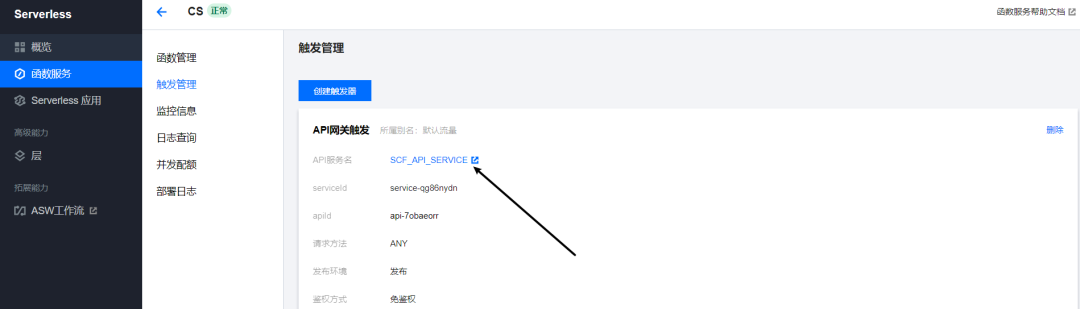 Serverless
CS 正常
函数服务帮助文档
概览
函数服务
Serverless 应用
高级能力
层
拓展能力
ASW工作流
函数管理
触发管理
监控信息
日志查询
并发配额
部署日志
触发管理
创建触发器
API网关触发 所属别名：默认流量
删除
API服务名 SCF_API_SERVICE
serviceId service-qg86nydn
apiId api-7obaeorr
请求方法 ANY
发布环境 发布
鉴权方式 免鉴权